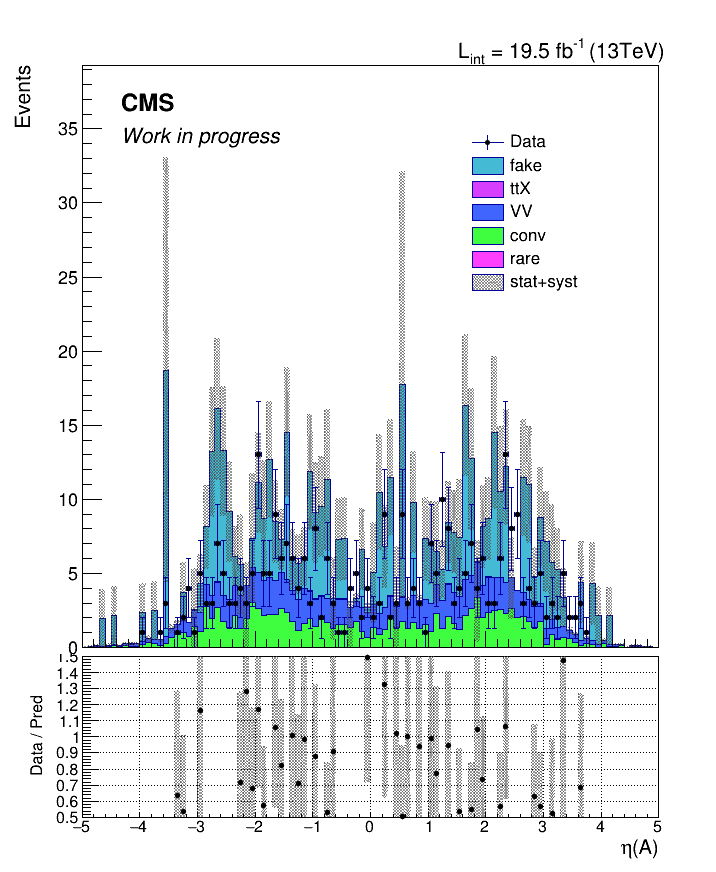 L_int = 19.5 fb^-1 (13TeV)
Events
CMS
Work in progress
35
30
25
20
15
10
5
0
Data
fake
ttX
VV
conv
rare
stat+syst
Data / Pred
1.5
1.4
1.3
1.2
1.1
1
0.9
0.8
0.7
0.6
0.5
−5 −4 −3 −2 −1 0 1 2 3 4 5
η(A)